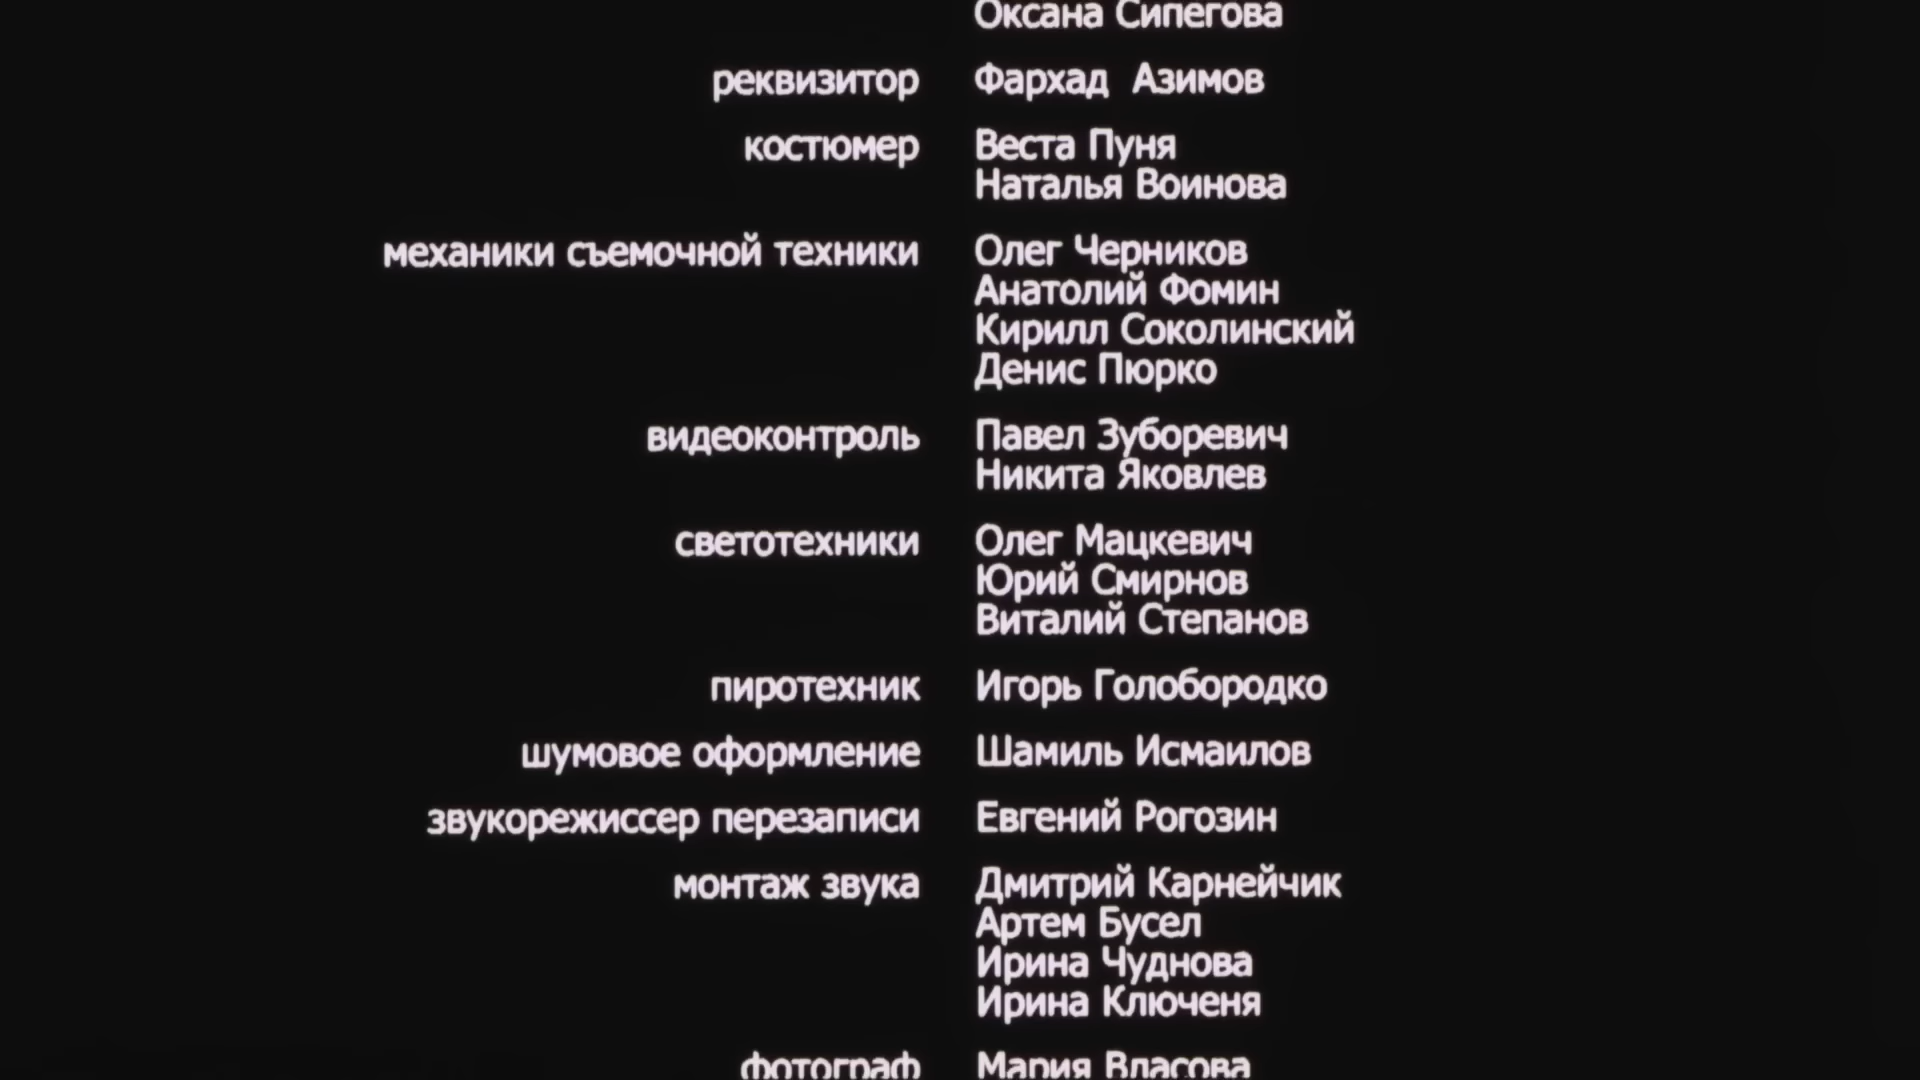 Оксана Сипегова
реквизитор Фархад Азимов
костюмер Веста Пуня
Наталья Воинова
механики съемочной техники Олег Черников
Анатолий Фомин
Кирилл Соколинский
Денис Пюрко
видеоконтроль Павел Зуборевич
Никита Яковлев
светотехники Олег Мацкевич
Юрий Смирнов
Виталий Степанов
пиротехник Игорь Голобородко
шумовое оформление Шамиль Исмаилов
звукорежиссер перезаписи Евгений Рогозин
монтаж звука Дмитрий Карнейчик
Артем Бусел
Ирина Чуднова
Ирина Ключеня
фотограф Мария Власова